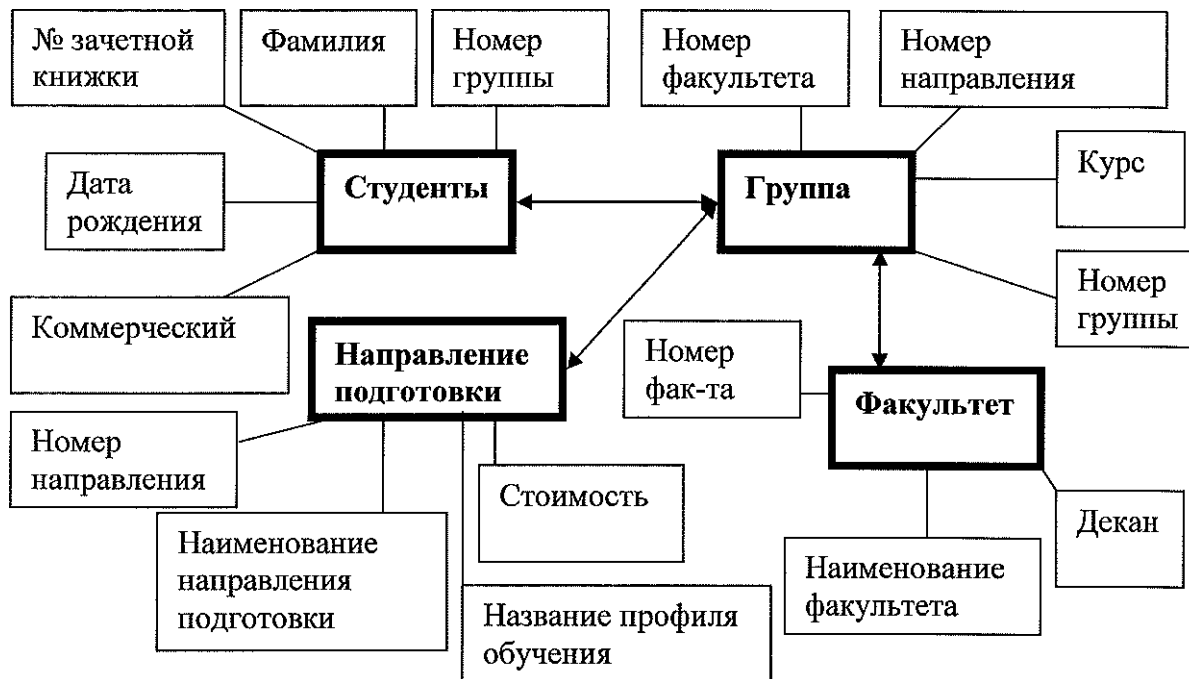 № зачетной
книжки
Фамилия
Номер
группы
Номер
факультета
Номер
направления
Дата
рождения
Студенты
Группа
Курс
Коммерческий
Направление
подготовки
Номер
фак-та
Номер
группы
Факультет
Номер
направления
Стоимость
Декан
Наименование
направления
подготовки
Название профиля
обучения
Наименование
факультета